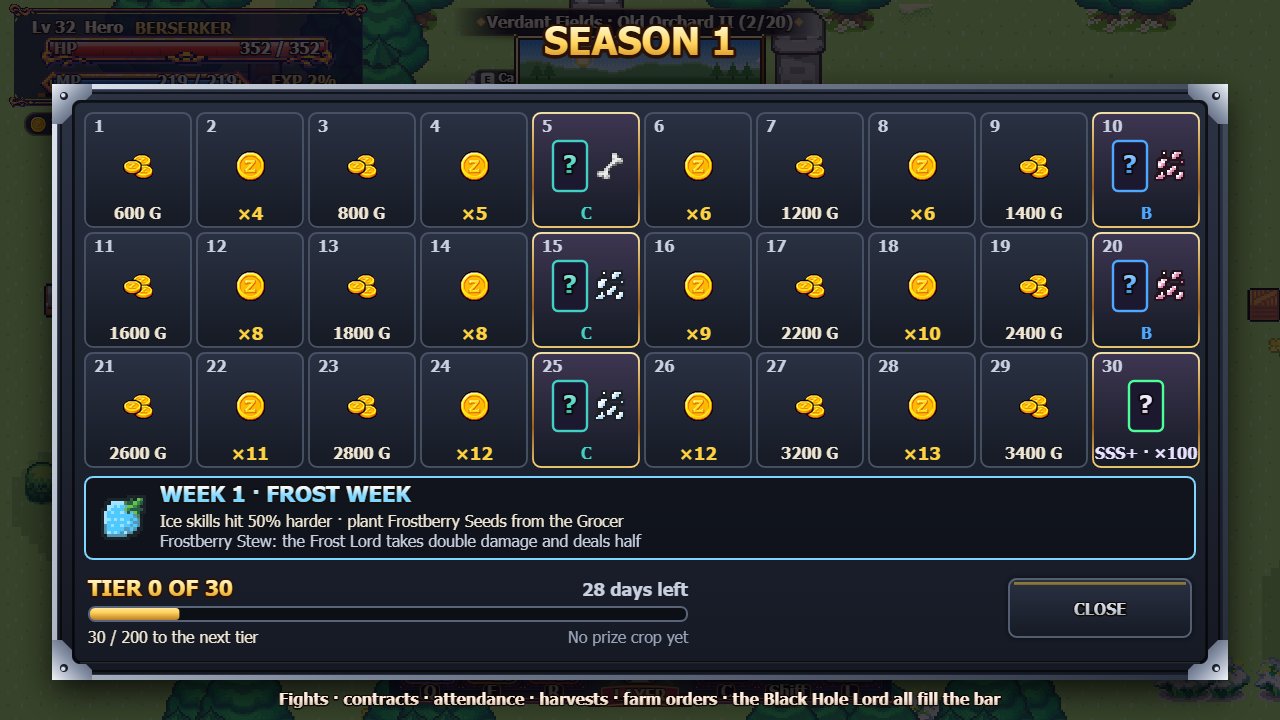 Lv 32 Hero BERSERKER
Verdant Fields · Old Orchard II (2/20)
HP 352 / 352
SEASON 1
MP 219 / 219 EXP 2%
E Ca
1 2 3 4 5 6 7 8 9 10
? ?
600 G ×4 800 G ×5 C ×6 1200 G ×6 1400 G B
11 12 13 14 15 16 17 18 19 20
? ?
1600 G ×8 1800 G ×8 C ×9 2200 G ×10 2400 G B
21 22 23 24 25 26 27 28 29 30
? ?
2600 G ×11 2800 G ×12 C ×12 3200 G ×13 3400 G SSS+ · ×100
WEEK 1 · FROST WEEK
Ice skills hit 50% harder · plant Frostberry Seeds from the Grocer
Frostberry Stew: the Frost Lord takes double damage and deals half
TIER 0 OF 30
28 days left
30 / 200 to the next tier
No prize crop yet
CLOSE
Fights · contracts · attendance · harvests · farm orders · the Black Hole Lord all fill the bar